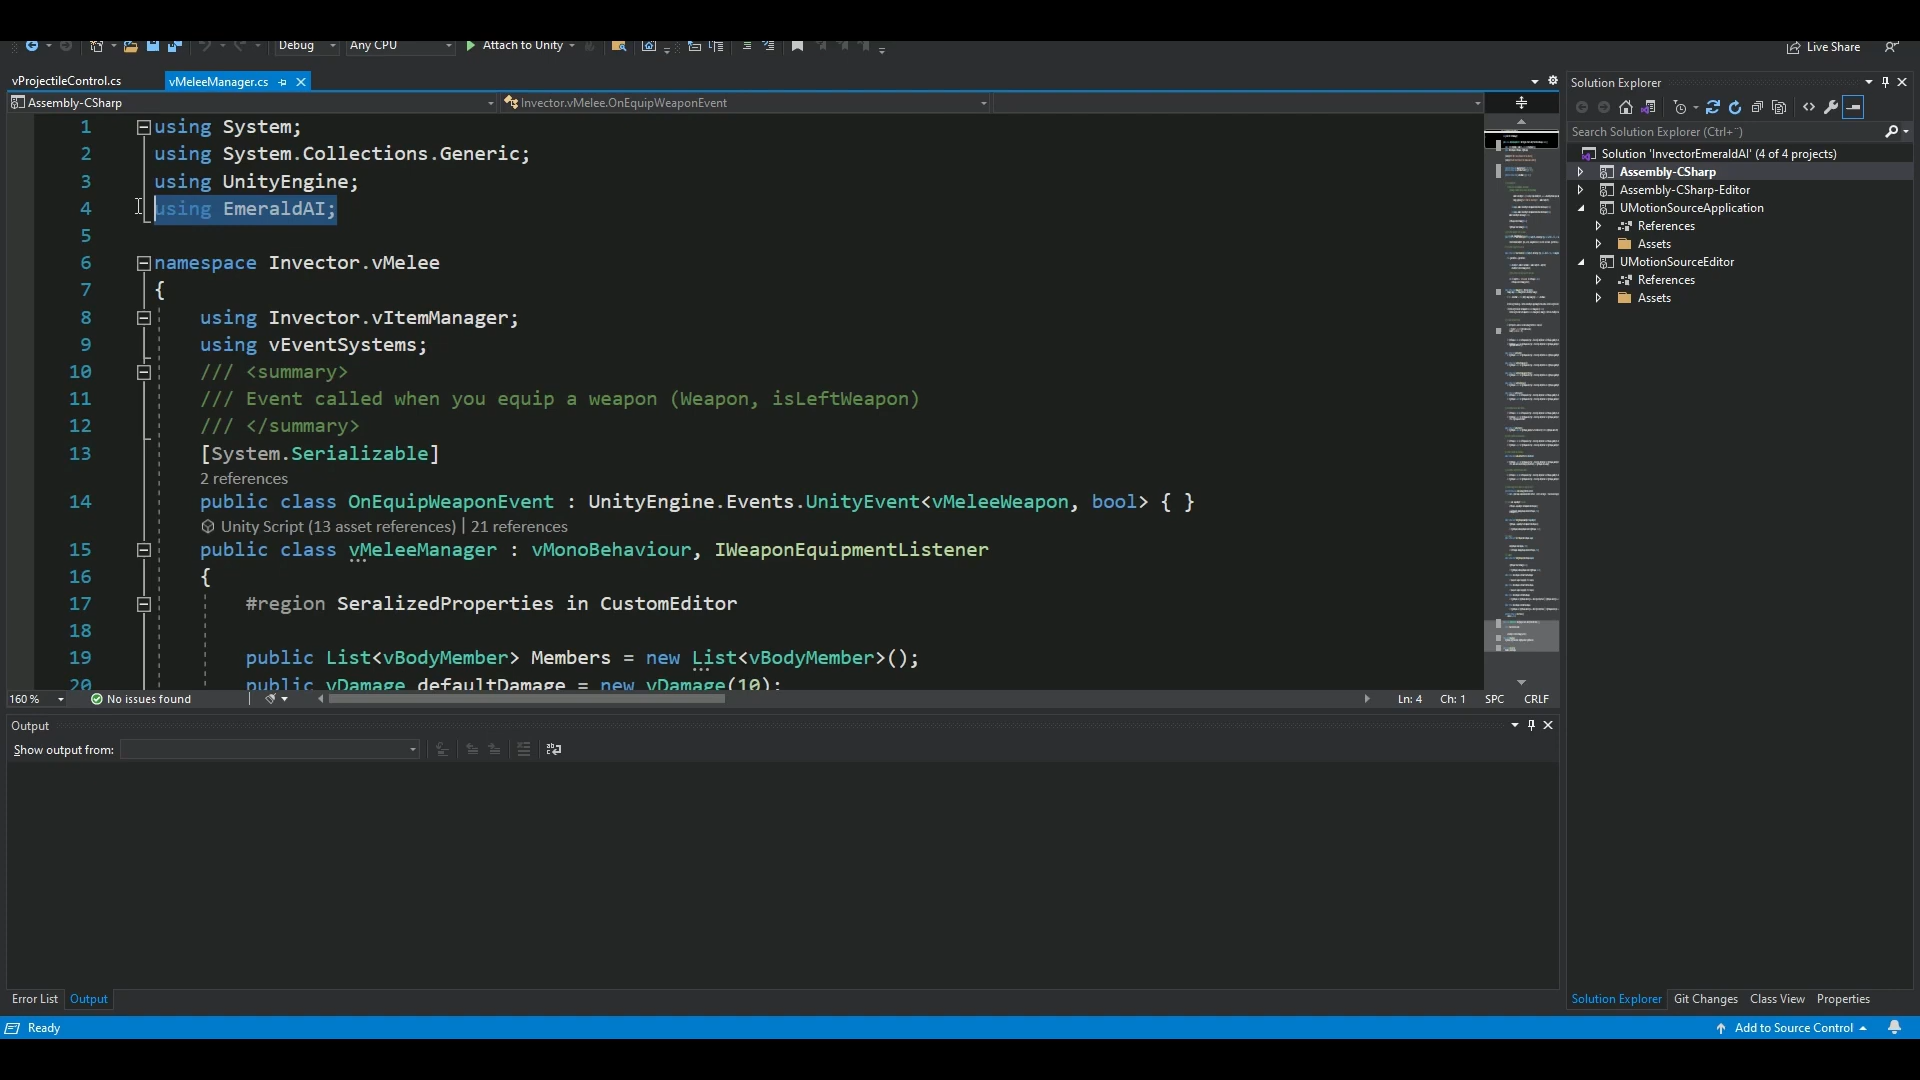 Debug
Any CPU
Attach to Unity
Live Share
vProjectileControl.cs
vMeleeManager.cs
Assembly-CSharp
Invector.vMelee.OnEquipWeaponEvent
1 using System;
2 using System.Collections.Generic;
3 using UnityEngine;
4 using EmeraldAI;
5
6 namespace Invector.vMelee
7 {
8 using Invector.vItemManager;
9 using vEventSystems;
10 /// <summary>
11 /// Event called when you equip a weapon (Weapon, isLeftWeapon)
12 /// </summary>
13 [System.Serializable]
2 references
14 public class OnEquipWeaponEvent : UnityEngine.Events.UnityEvent<vMeleeWeapon, bool> { }
Unity Script (13 asset references) | 21 references
15 public class vMeleeManager : vMonoBehaviour, IWeaponEquipmentListener
16 {
17 #region SeralizedProperties in CustomEditor
18
19 public List<vBodyMember> Members = new List<vBodyMember>();
20 public vDamage defaultDamage = new vDamage(10);
160 %
No issues found
Ln: 4
Ch: 1
SPC
CRLF
Output
Show output from:
Error List
Output
Solution Explorer
Search Solution Explorer (Ctrl+¨)
Solution 'InvectorEmeraldAI' (4 of 4 projects)
Assembly-CSharp
Assembly-CSharp-Editor
UMotionSourceApplication
References
Assets
UMotionSourceEditor
References
Assets
Solution Explorer
Git Changes
Class View
Properties
Ready
Add to Source Control